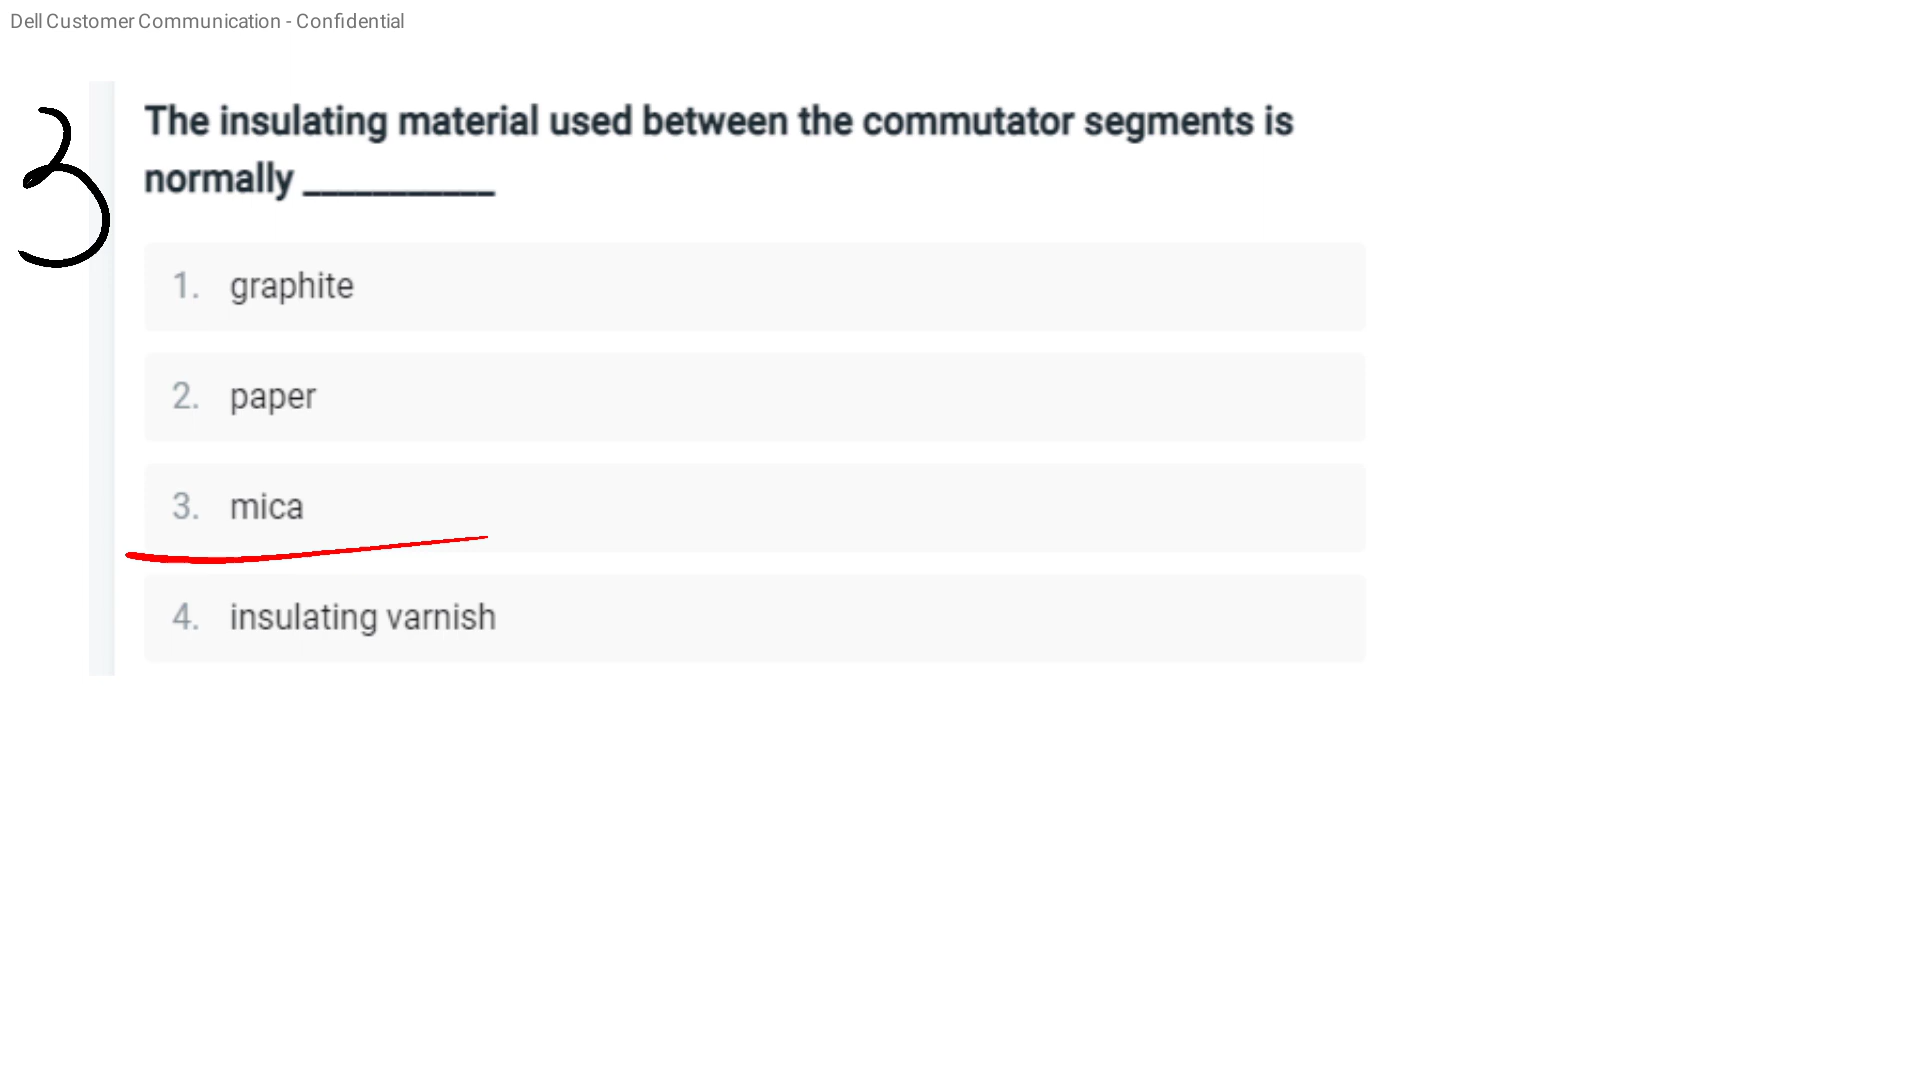 Dell Customer Communication - Confidential
3
The insulating material used between the commutator segments is
normally ___________
1. graphite
2. paper
3. mica
4. insulating varnish